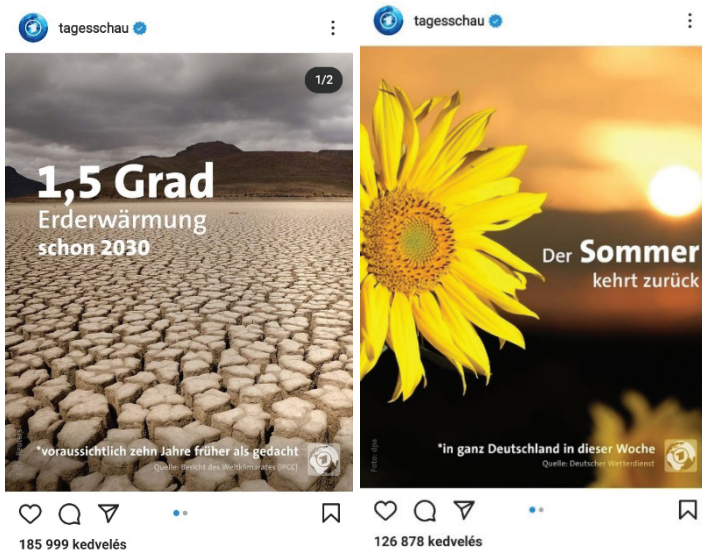 tagesschau
1/2
1,5 Grad
Erderwärmung
schon 2030
*voraussichtlich zehn Jahre früher als gedacht
Quelle: Bericht des Weltklimarates (IPCC)
185 999 kedvelés
tagesschau
Der Sommer
kehrt zurück
*in ganz Deutschland in dieser Woche
Quelle: Deutscher Wetterdienst
Foto: dpa
126 878 kedvelés